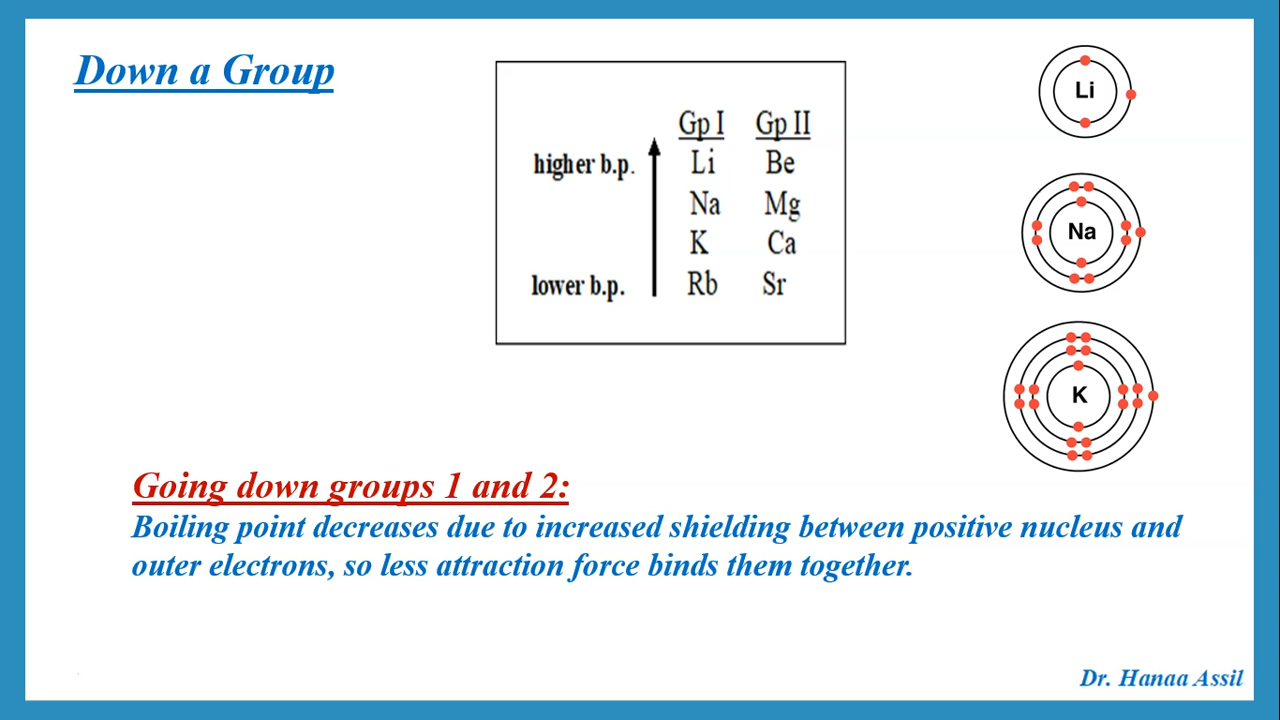 Down a Group
Gp I Gp II
higher b.p. Li Be
Na Mg
K Ca
lower b.p. Rb Sr
Li
Na
K
Going down groups 1 and 2:
Boiling point decreases due to increased shielding between positive nucleus and
outer electrons, so less attraction force binds them together.
Dr. Hanaa Assil